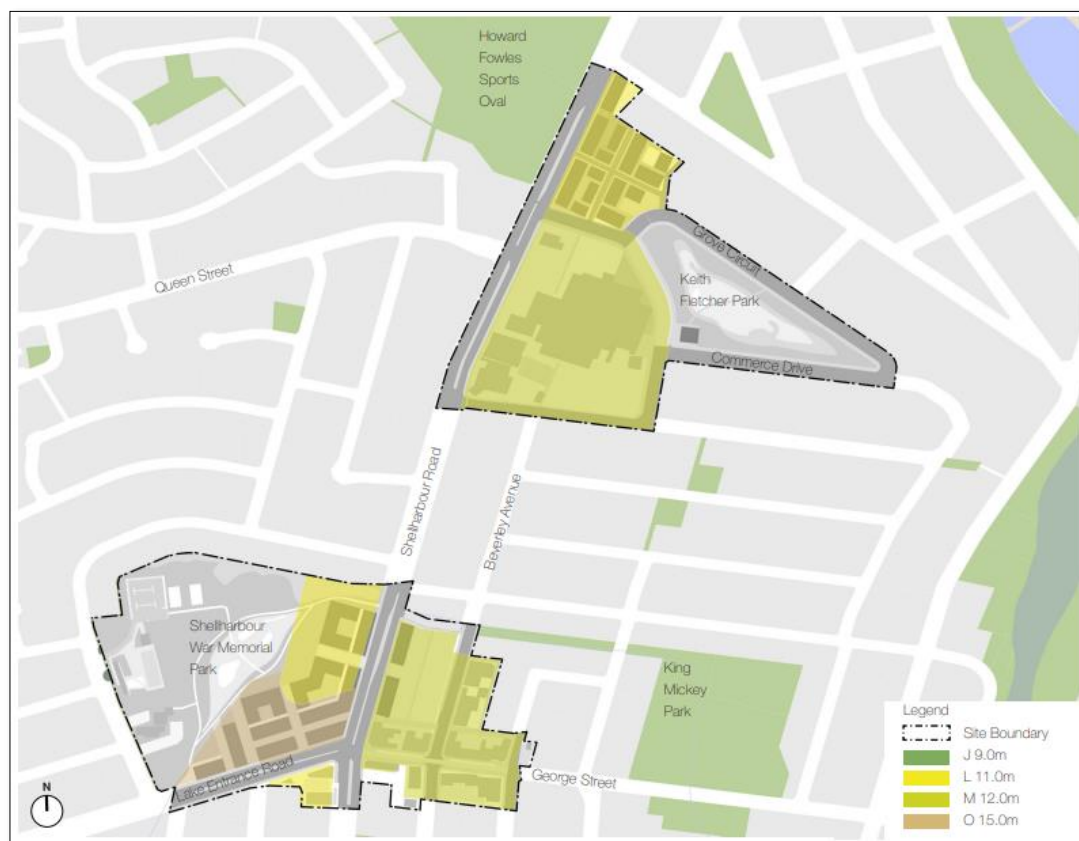 Howard
Fowles
Sports
Oval
Queen Street
Grove Circuit
Keith
Fletcher Park
Commerce Drive
Shellharbour Road
Beverley Avenue
Shellharbour
War Memorial
Park
King
Mickey
Park
Lake Entrance Road
George Street
N
Legend
Site Boundary
J 9.0m
L 11.0m
M 12.0m
O 15.0m